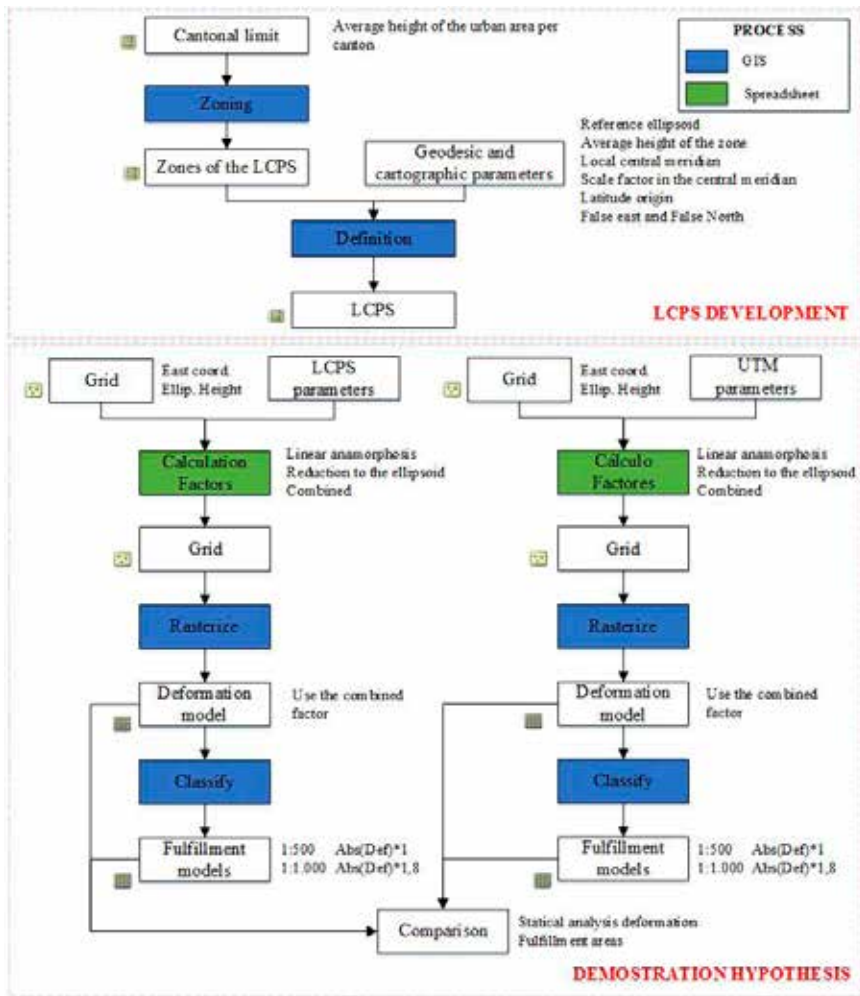 Cantonal limit
Average height of the urban area per
canton
PROCESS
GIS
Spreadsheet
Zoning
Zones of the LCPS
Geodesic and
cartographic parameters
Reference ellipsoid
Average height of the zone
Local central meridian
Scale factor in the central meridian
Latitude origin
False east and False North
Definition
LCPS
LCPS DEVELOPMENT
Grid
East coord.
Ellip. Height
LCPS
parameters
Calculation
Factors
Linear anamorphosis
Reduction to the ellipsoid
Combined
Grid
Rasterize
Deformation
model
Use the combined
factor
Classify
Fulfillment
models
1:500 Abs(Def)*1
1:1.000 Abs(Def)*1,8
Grid
East coord.
Ellip. Height
UTM
parameters
Cálculo
Factores
Linear anamorphosis
Reduction to the ellipsoid
Combined
Grid
Rasterize
Deformation
model
Use the combined
factor
Classify
Fulfillment
models
1:500 Abs(Def)*1
1:1.000 Abs(Def)*1,8
Comparison
Statical analysis deformation
Fulfillment areas
DEMOSTRATION HYPOTHESIS